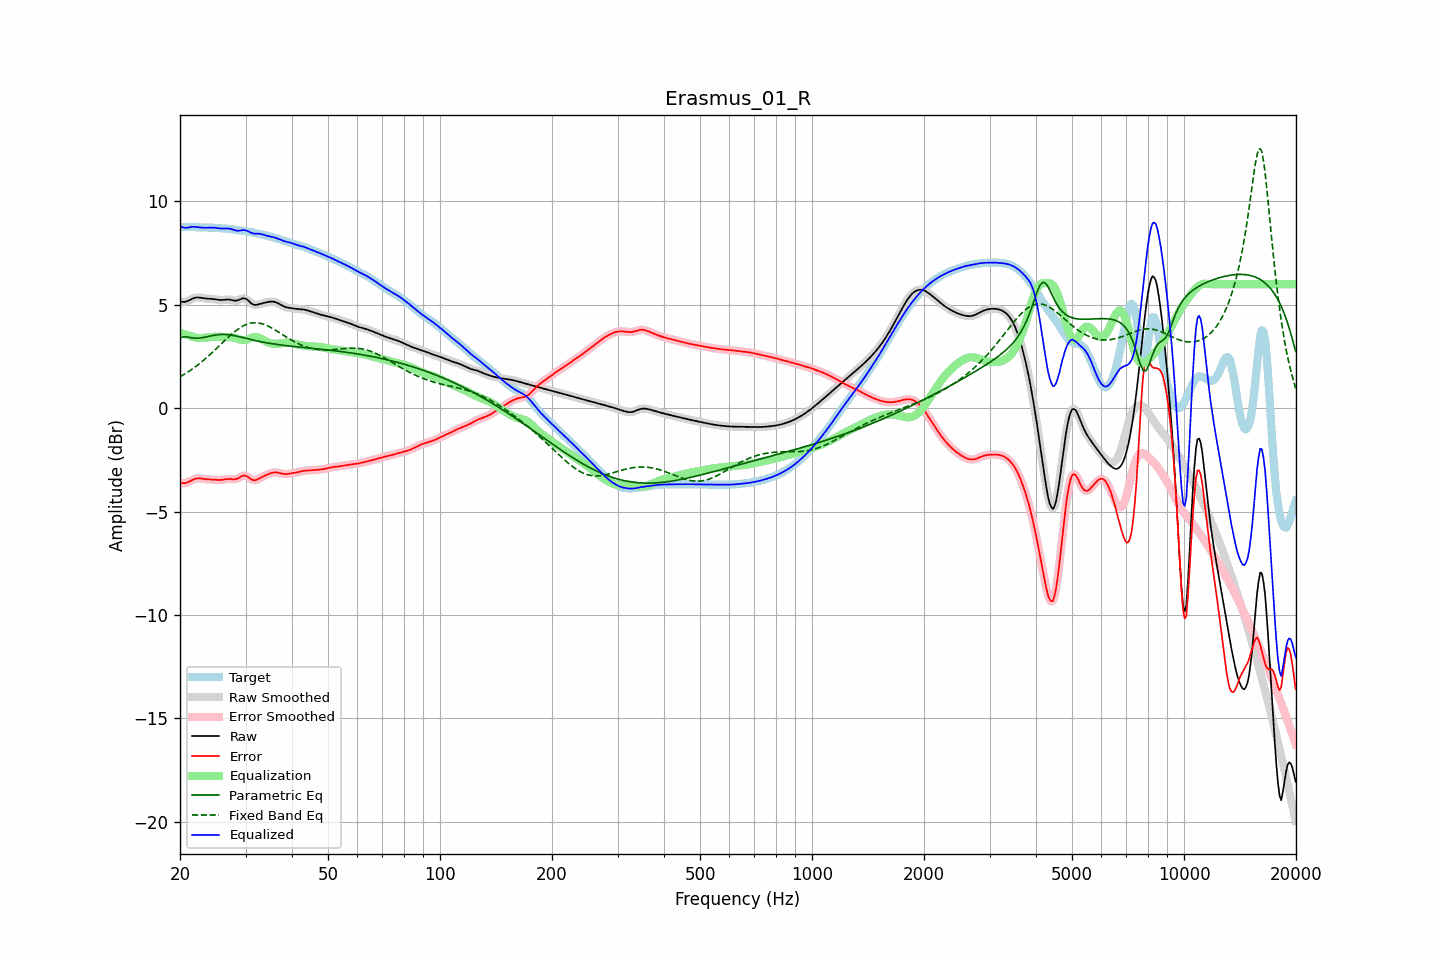 Erasmus_01_R
Amplitude (dBr)
10
5
0
−5
−10
−15
−20
Target
Raw Smoothed
Error Smoothed
Raw
Error
Equalization
Parametric Eq
Fixed Band Eq
Equalized
20 50 100 200 500 1000 2000 5000 10000 20000
Frequency (Hz)